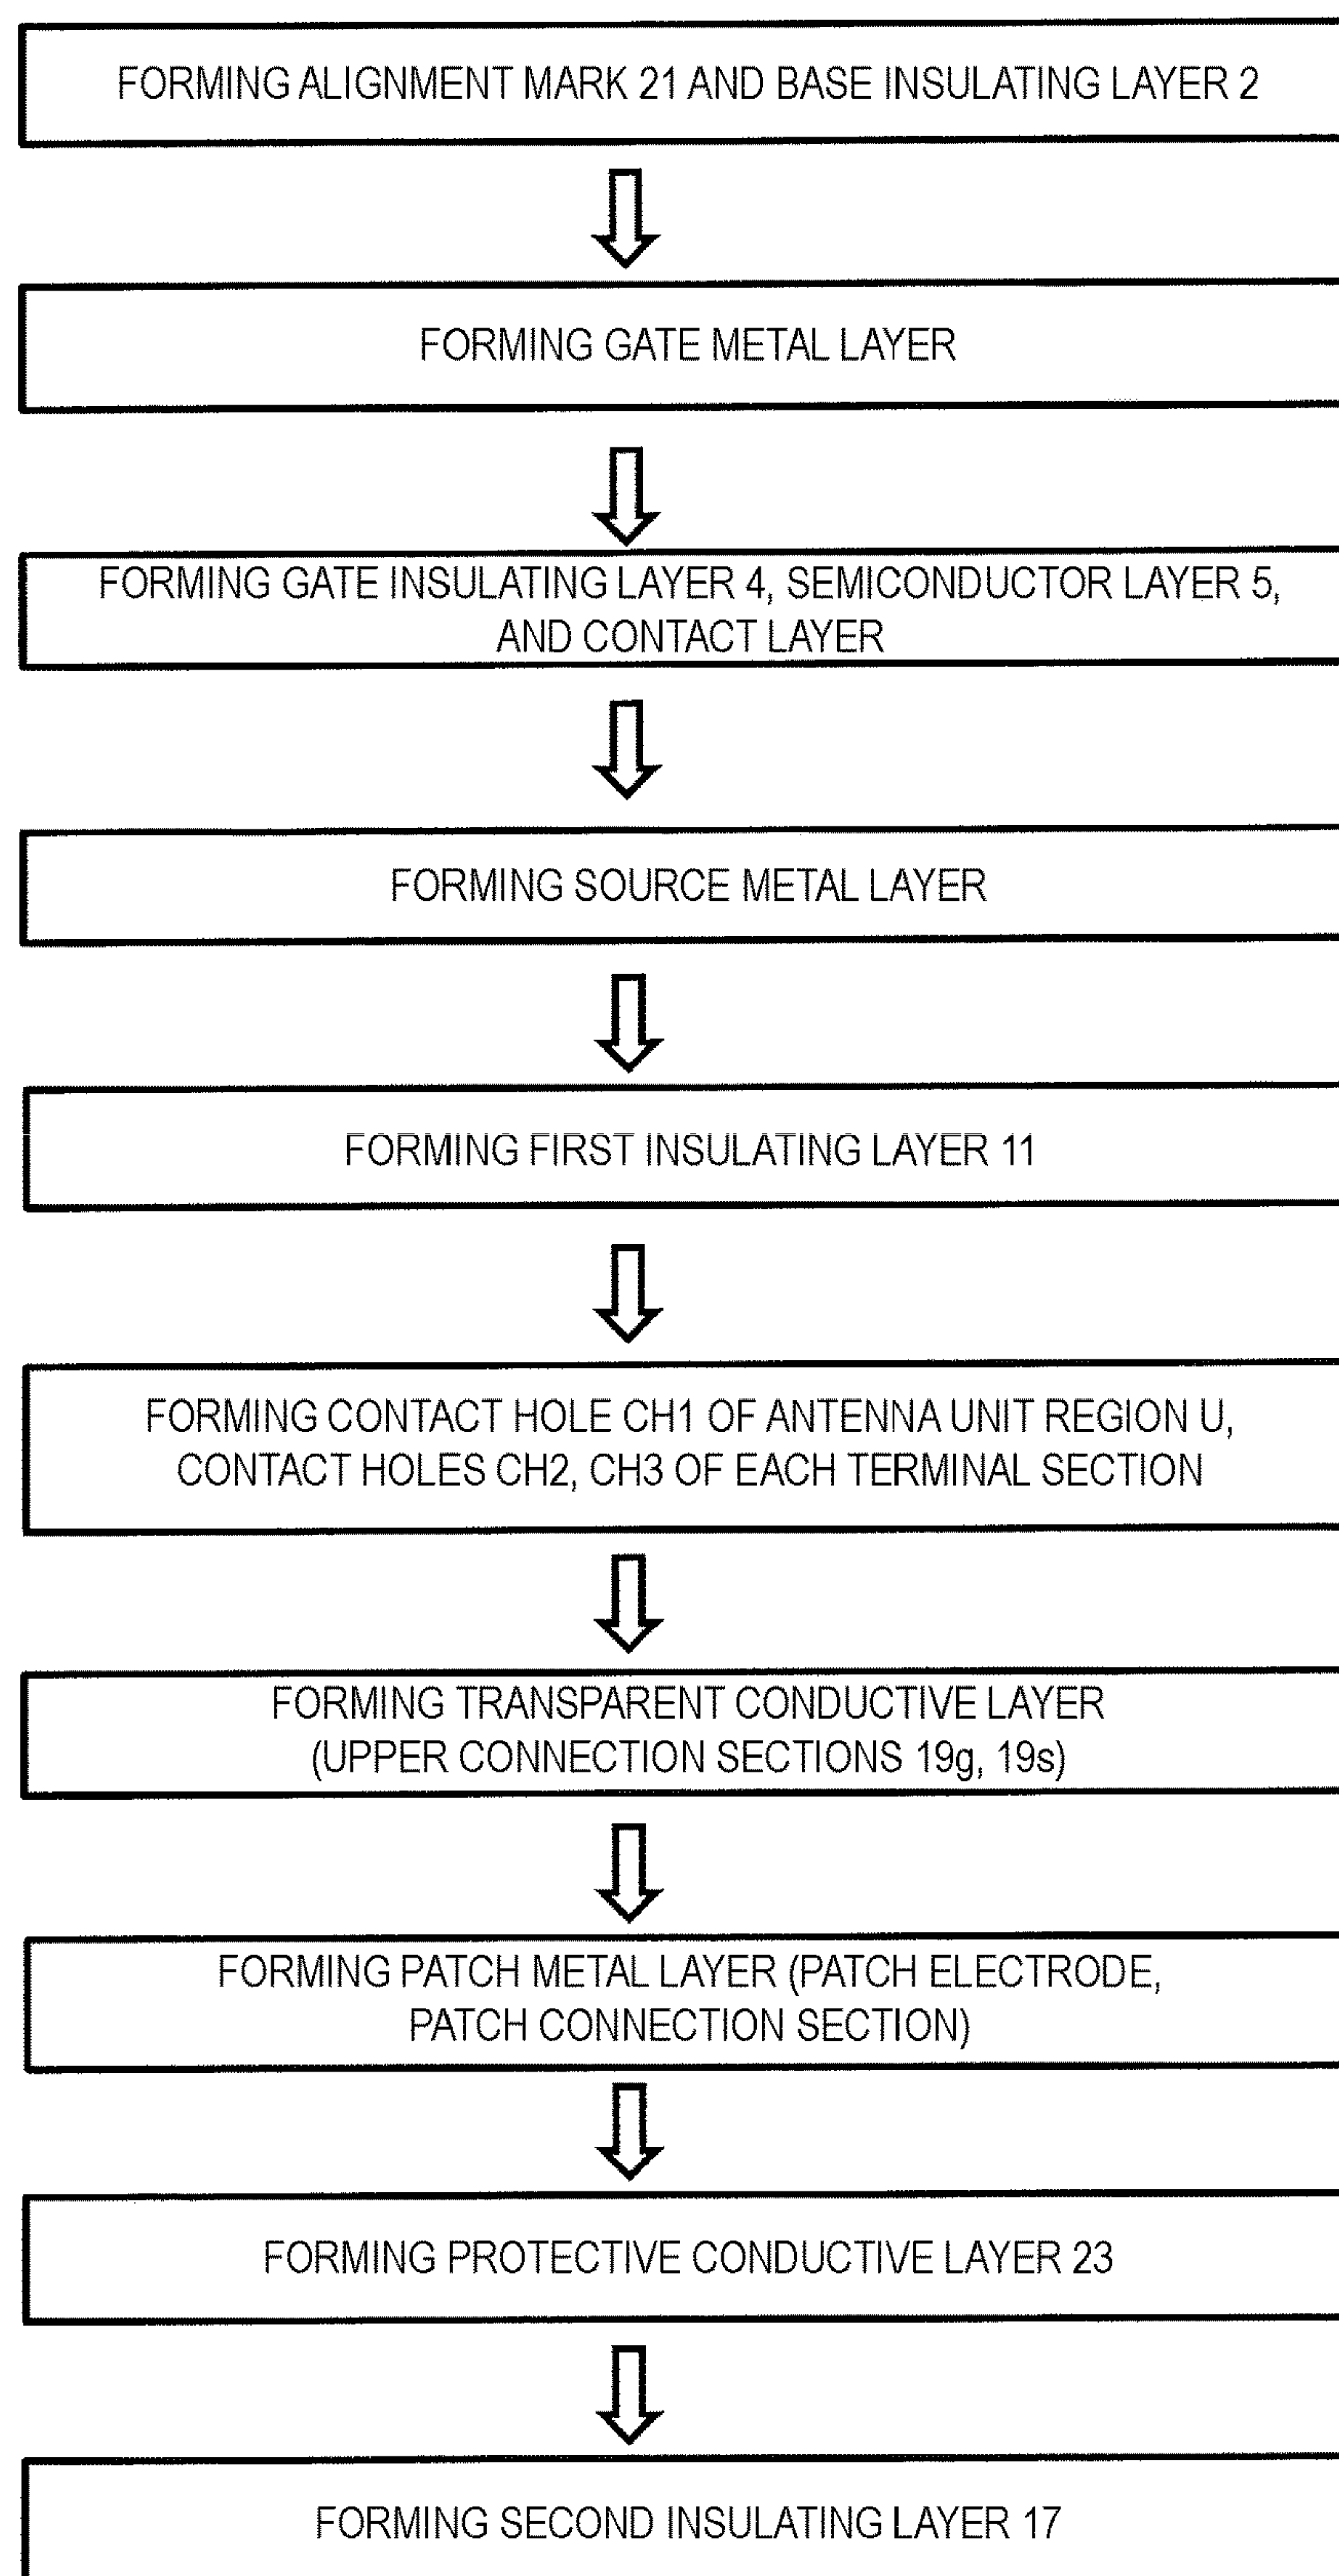 FORMING ALIGNMENT MARK 21 AND BASE INSULATING LAYER 2
FORMING GATE METAL LAYER
FORMING GATE INSULATING LAYER 4, SEMICONDUCTOR LAYER 5,
AND CONTACT LAYER
FORMING SOURCE METAL LAYER
FORMING FIRST INSULATING LAYER 11
FORMING CONTACT HOLE CH1 OF ANTENNA UNIT REGION U,
CONTACT HOLES CH2, CH3 OF EACH TERMINAL SECTION
FORMING TRANSPARENT CONDUCTIVE LAYER
(UPPER CONNECTION SECTIONS 19g, 19s)
FORMING PATCH METAL LAYER (PATCH ELECTRODE,
PATCH CONNECTION SECTION)
FORMING PROTECTIVE CONDUCTIVE LAYER 23
FORMING SECOND INSULATING LAYER 17